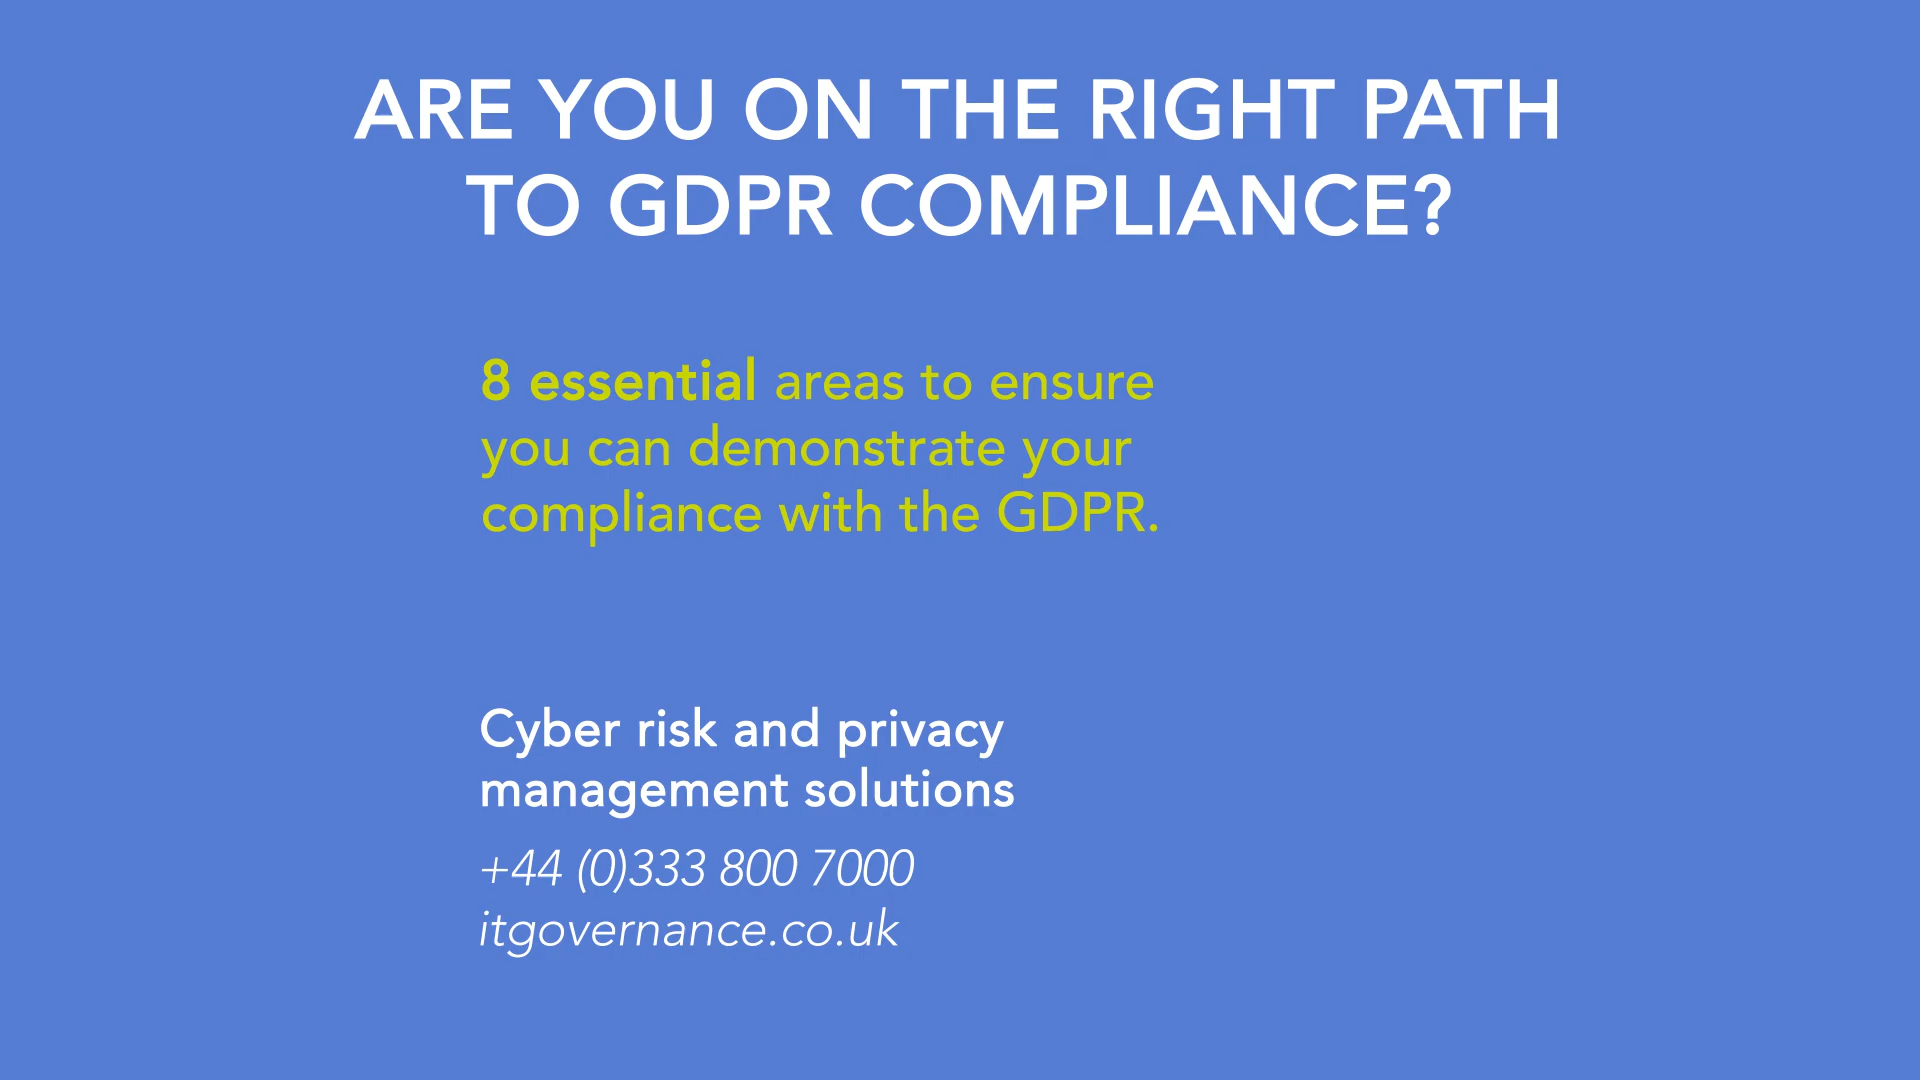 ARE YOU ON THE RIGHT PATH
TO GDPR COMPLIANCE?
8 essential areas to ensure
you can demonstrate your
compliance with the GDPR.
Cyber risk and privacy
management solutions
+44 (0)333 800 7000
itgovernance.co.uk